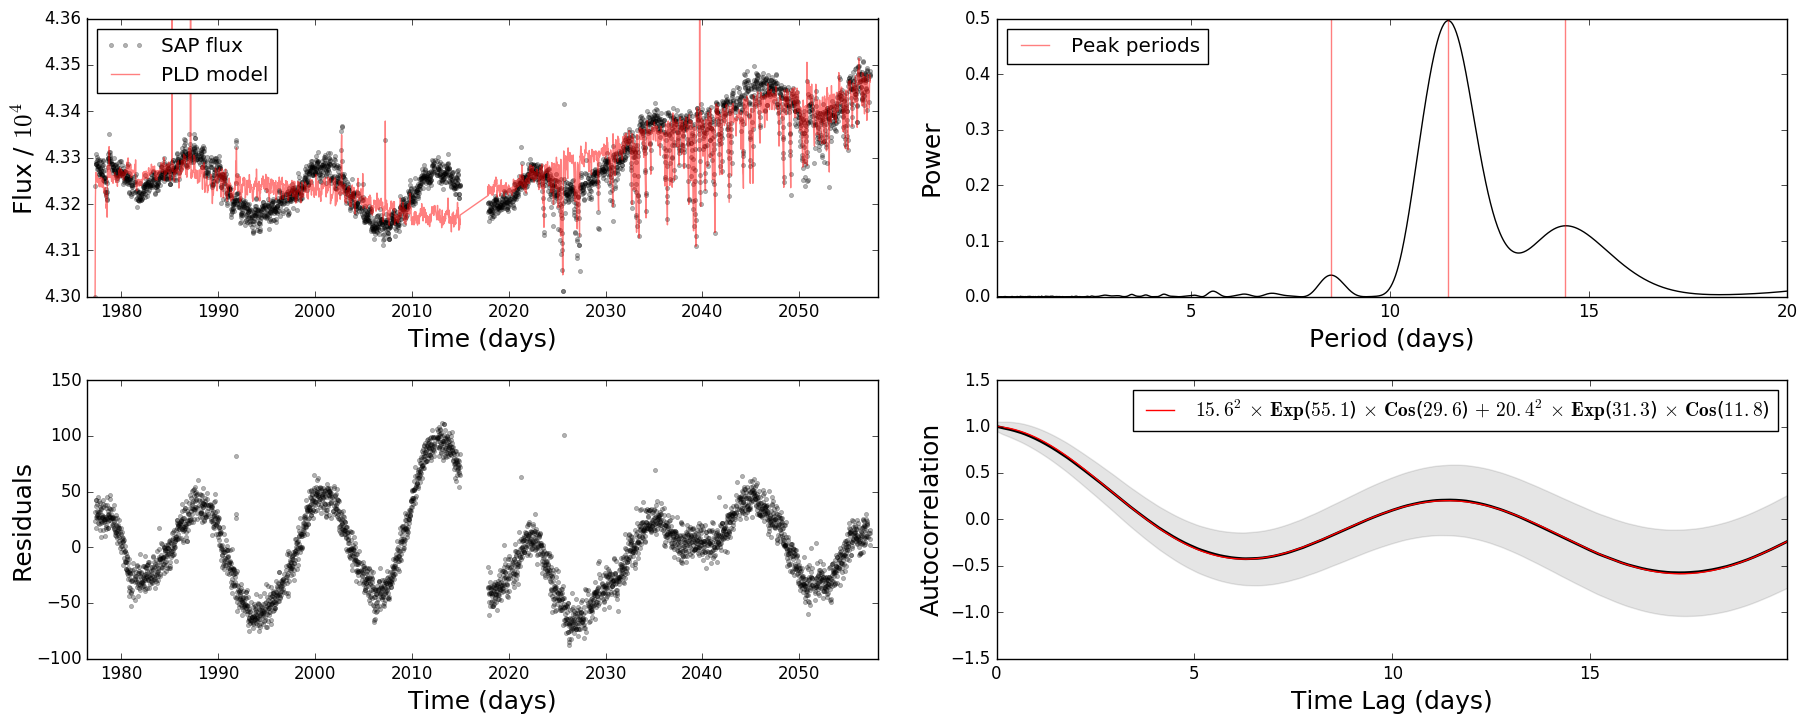 4.36
4.35
4.34
4.33
4.32
4.31
4.30
Flux / 10^4
SAP flux
PLD model
1980 1990 2000 2010 2020 2030 2040 2050
Time (days)
0.5
0.4
0.3
0.2
0.1
0.0
Power
Peak periods
5 10 15 20
Period (days)
150
100
50
0
−50
−100
Residuals
1980 1990 2000 2010 2020 2030 2040 2050
Time (days)
1.5
1.0
0.5
0.0
−0.5
−1.0
−1.5
Autocorrelation
15.6² × Exp(55.1) × Cos(29.6) + 20.4² × Exp(31.3) × Cos(11.8)
0 5 10 15
Time Lag (days)